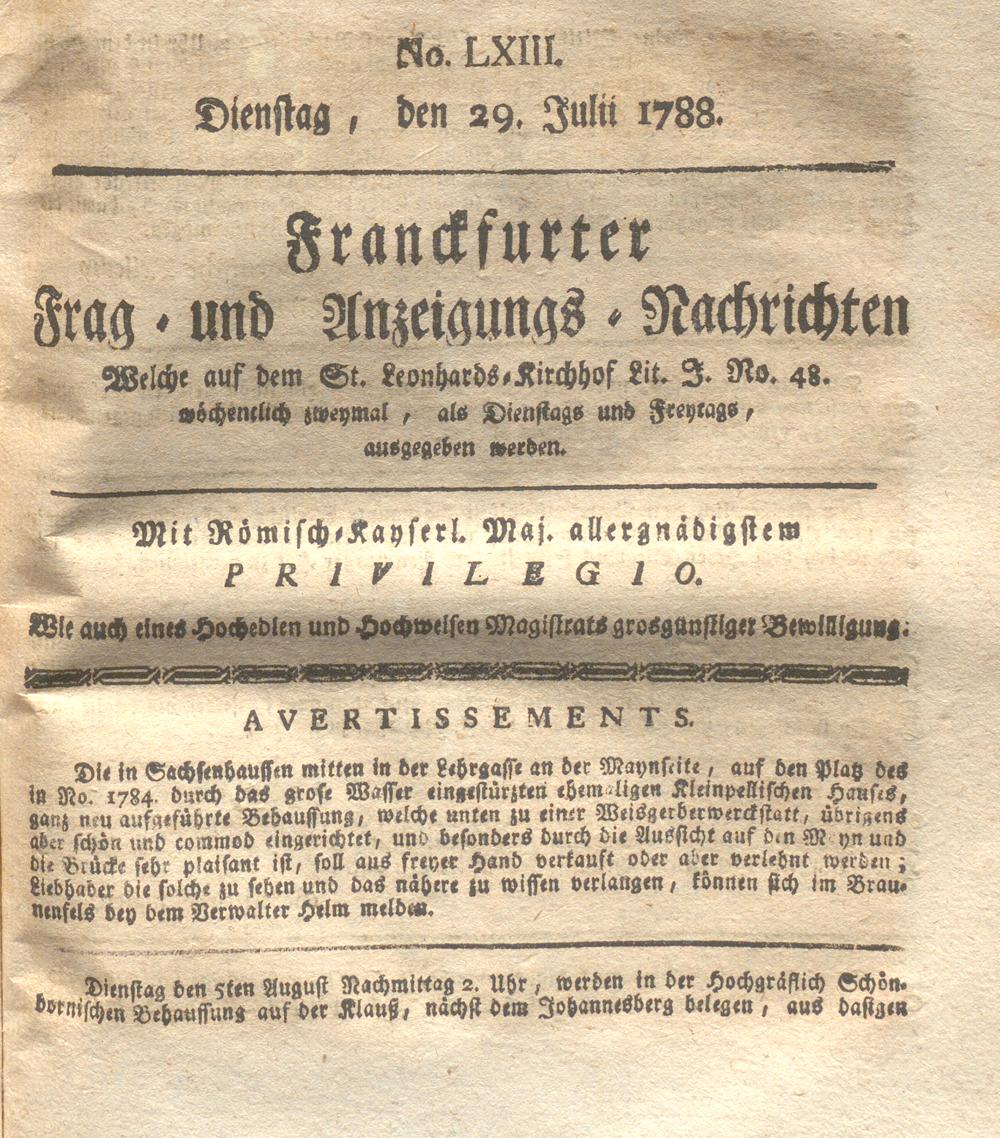 No. LXIII.
Dienstag, den 29. Julii 1788.
Franckfurter
Frag- und Anzeigungs-Nachrichten
Welche auf dem St. Leonhards-Kirchhof Lit. J. No. 48.
wöchentlich zweymal, als Dienstags und Freytags,
ausgegeben werden.
Mit Römisch-Kayserl. Maj. allergnädigstem
PRIVILEGIO.
Wie auch eines Hochedlen und Hochweisen Magistrats grosgünstiger Bewilligung.
AVERTISSEMENTS.
Die in Sachsenhaussen mitten in der Lehrgasse an der Maynseite, auf den Platz des
in No. 1784. durch das grose Wasser eingestürzten ehemaligen Kleinpellischen Hauses,
ganz neu aufgeführte Behaussung, welche unten zu einer Weisgerberwerckstatt, übrigens
aber schön und commod eingerichtet, und besonders durch die Aussicht auf den Mayn und
die Brücke sehr plaisant ist, soll aus freyer Hand verkauft oder aber verlehnt werden;
Liebhaber die solche zu sehen und das nähere zu wissen verlangen, können sich im Brau-
nenfels bey dem Verwalter Helm melden.
Dienstag den 5ten August Nachmittag 2. Uhr, werden in der Hochgräflich Schön-
bornischen Behaussung auf der Klauß, nächst dem Johannesberg belegen, aus dasigen